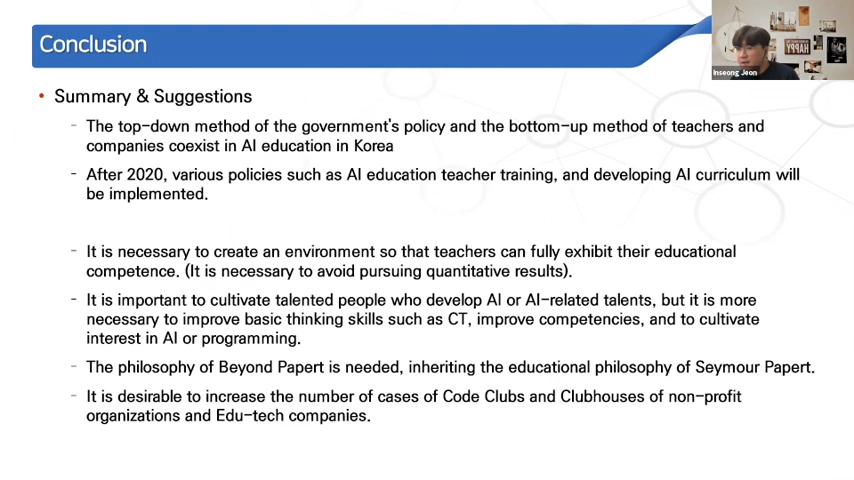 Conclusion
Inseong Jeon
HAPPY
• Summary & Suggestions
- The top-down method of the government's policy and the bottom-up method of teachers and
companies coexist in AI education in Korea
- After 2020, various policies such as AI education teacher training, and developing AI curriculum will
be implemented.
- It is necessary to create an environment so that teachers can fully exhibit their educational
competence. (It is necessary to avoid pursuing quantitative results).
- It is important to cultivate talented people who develop AI or AI-related talents, but it is more
necessary to improve basic thinking skills such as CT, improve competencies, and to cultivate
interest in AI or programming.
- The philosophy of Beyond Papert is needed, inheriting the educational philosophy of Seymour Papert.
- It is desirable to increase the number of cases of Code Clubs and Clubhouses of non-profit
organizations and Edu-tech companies.